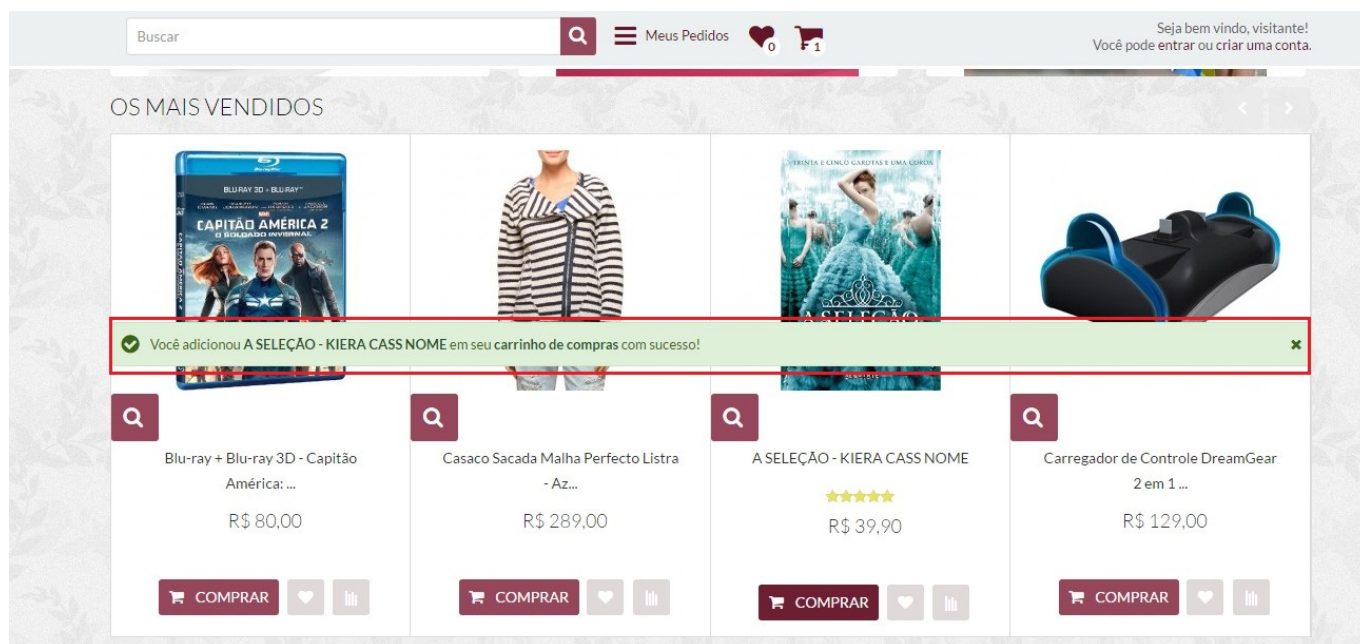 Buscar
Meus Pedidos
0
1
Seja bem vindo, visitante!
Você pode entrar ou criar uma conta.
OS MAIS VENDIDOS
BLU-RAY 3D + BLU-RAY
CAPITÃO AMÉRICA 2
O SOLDADO INVERNAL
TRINTA E CINCO GAROTAS E UMA COROA
A SELEÇÃO
Você adicionou A SELEÇÃO - KIERA CASS NOME em seu carrinho de compras com sucesso!
Blu-ray + Blu-ray 3D - Capitão
América: ...
R$ 80,00
COMPRAR
Casaco Sacada Malha Perfecto Listra
- Az...
R$ 289,00
COMPRAR
A SELEÇÃO - KIERA CASS NOME
R$ 39,90
COMPRAR
Carregador de Controle DreamGear
2 em 1 ...
R$ 129,00
COMPRAR